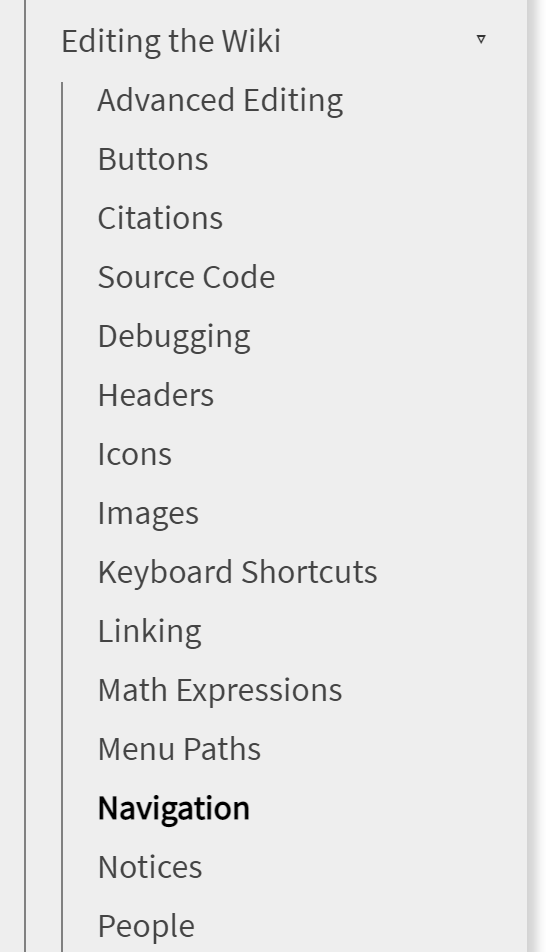 Editing the Wiki
Advanced Editing
Buttons
Citations
Source Code
Debugging
Headers
Icons
Images
Keyboard Shortcuts
Linking
Math Expressions
Menu Paths
Navigation
Notices
People